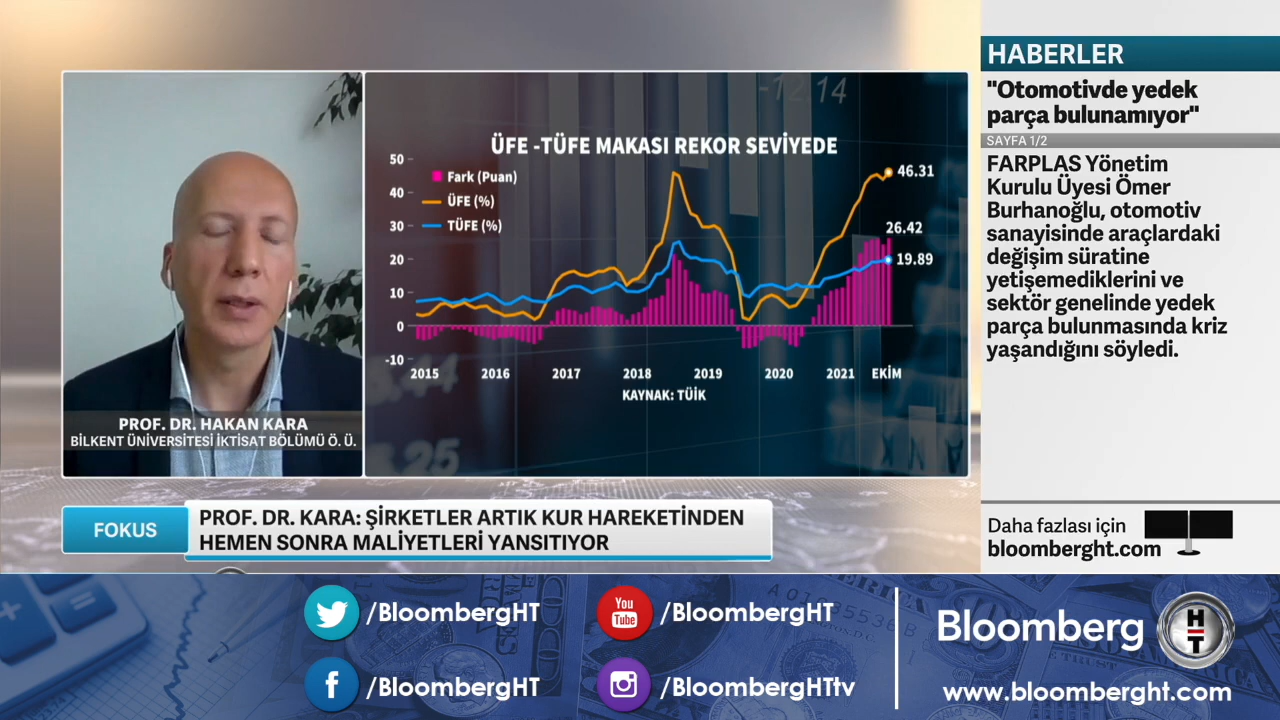 -12.14
ÜFE -TÜFE MAKASI REKOR SEVİYEDE
Fark (Puan)
ÜFE (%)
TÜFE (%)
50
40
30
20
10
0
-10
46.31
26.42
19.89
2015 2016 2017 2018 2019 2020 2021 EKİM
KAYNAK: TÜİK
PROF. DR. HAKAN KARA
BİLKENT ÜNİVERSİTESİ İKTİSAT BÖLÜMÜ Ö. Ü.
FOKUS
PROF. DR. KARA: ŞİRKETLER ARTIK KUR HAREKETİNDEN
HEMEN SONRA MALİYETLERİ YANSITIYOR
HABERLER
"Otomotivde yedek
parça bulunamıyor"
SAYFA 1/2
FARPLAS Yönetim
Kurulu Üyesi Ömer
Burhanoğlu, otomotiv
sanayisinde araçlardaki
değişim süratine
yetişemediklerini ve
sektör genelinde yedek
parça bulunmasında kriz
yaşandığını söyledi.
Daha fazlası için
bloomberght.com
/BloombergHT
You
Tube
/BloombergHT
/BloombergHT
/BloombergHTtv
Bloomberg HT
www.bloomberght.com